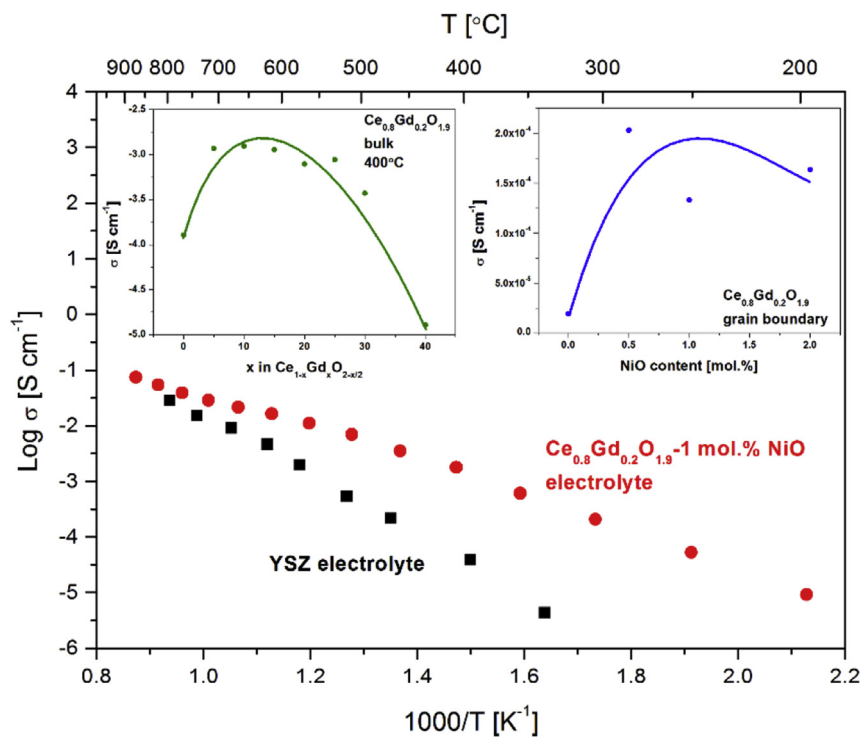 T [°C]
900 800 700 600 500 400 300 200
4
3
2
1
0
-1
-2
-3
-4
-5
-6
Log σ [S cm⁻¹]
-2.5
-3.0
-3.5
-4.0
-4.5
-5.0
σ [S cm⁻¹]
Ce₀.₈Gd₀.₂O₁.₉
bulk
400°C
0 10 20 30 40
x in Ce₁₋ₓGdₓO₂₋ₓ/₂
2.0x10⁻⁴
1.5x10⁻⁴
1.0x10⁻⁴
5.0x10⁻⁵
0.0
σ [S cm⁻¹]
Ce₀.₈Gd₀.₂O₁.₉
grain boundary
0.0 0.5 1.0 1.5 2.0
NiO content [mol.%]
Ce₀.₈Gd₀.₂O₁.₉-1 mol.% NiO
electrolyte
YSZ electrolyte
0.8 1.0 1.2 1.4 1.6 1.8 2.0 2.2
1000/T [K⁻¹]